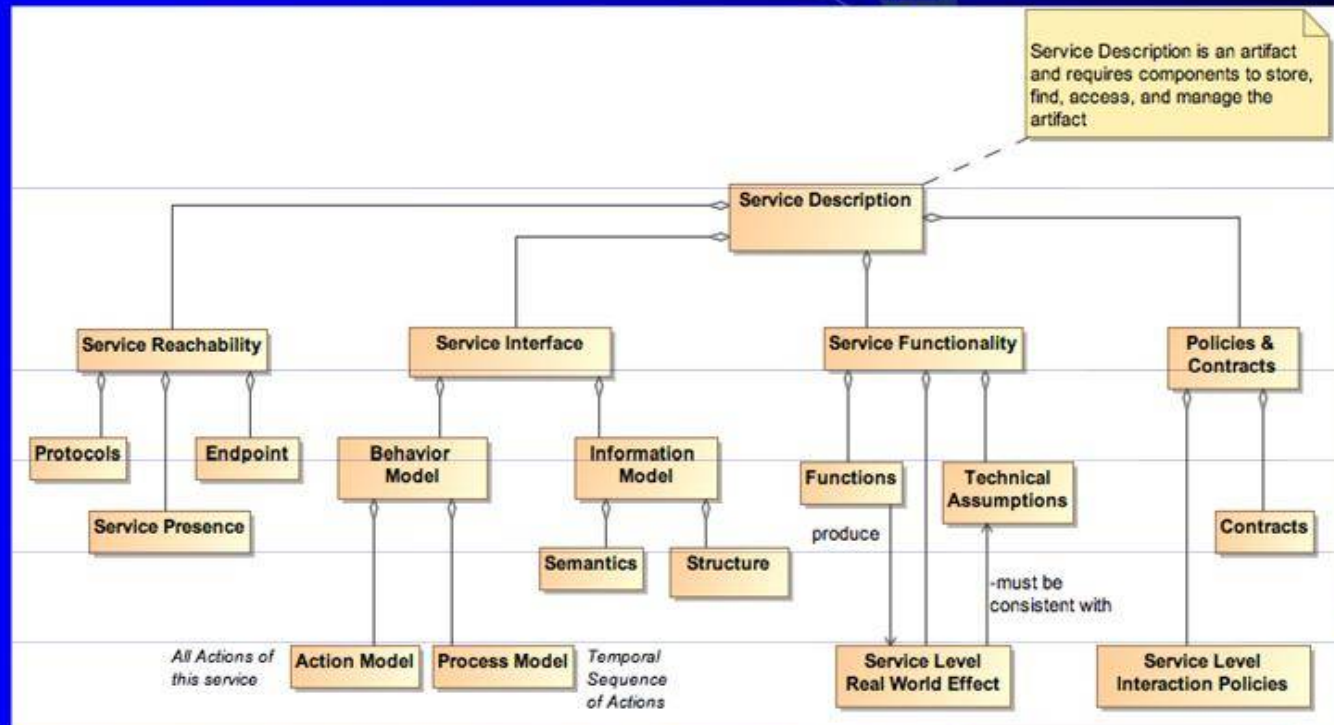 Service Description is an artifact
and requires components to store,
find, access, and manage the
artifact
Service Description
Service Reachability
Service Interface
Service Functionality
Policies &
Contracts
Protocols
Endpoint
Behavior
Model
Information
Model
Functions
Technical
Assumptions
Service Presence
Contracts
produce
Semantics
Structure
-must be
consistent with
All Actions of
this service
Action Model
Process Model
Temporal
Sequence
of Actions
Service Level
Real World Effect
Service Level
Interaction Policies